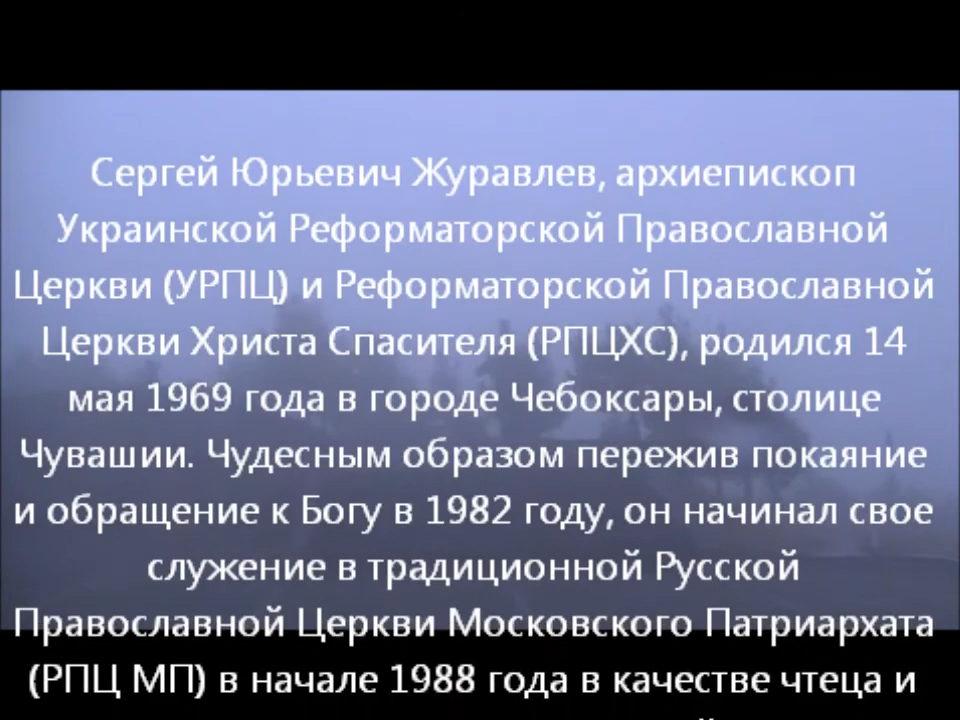 Сергей Юрьевич Журавлев, архиепископ
Украинской Реформаторской Православной
Церкви (УРПЦ) и Реформаторской Православной
Церкви Христа Спасителя (РПЦХС), родился 14
мая 1969 года в городе Чебоксары, столице
Чувашии. Чудесным образом пережив покаяние
и обращение к Богу в 1982 году, он начинал свое
служение в традиционной Русской
Православной Церкви Московского Патриархата
(РПЦ МП) в начале 1988 года в качестве чтеца и